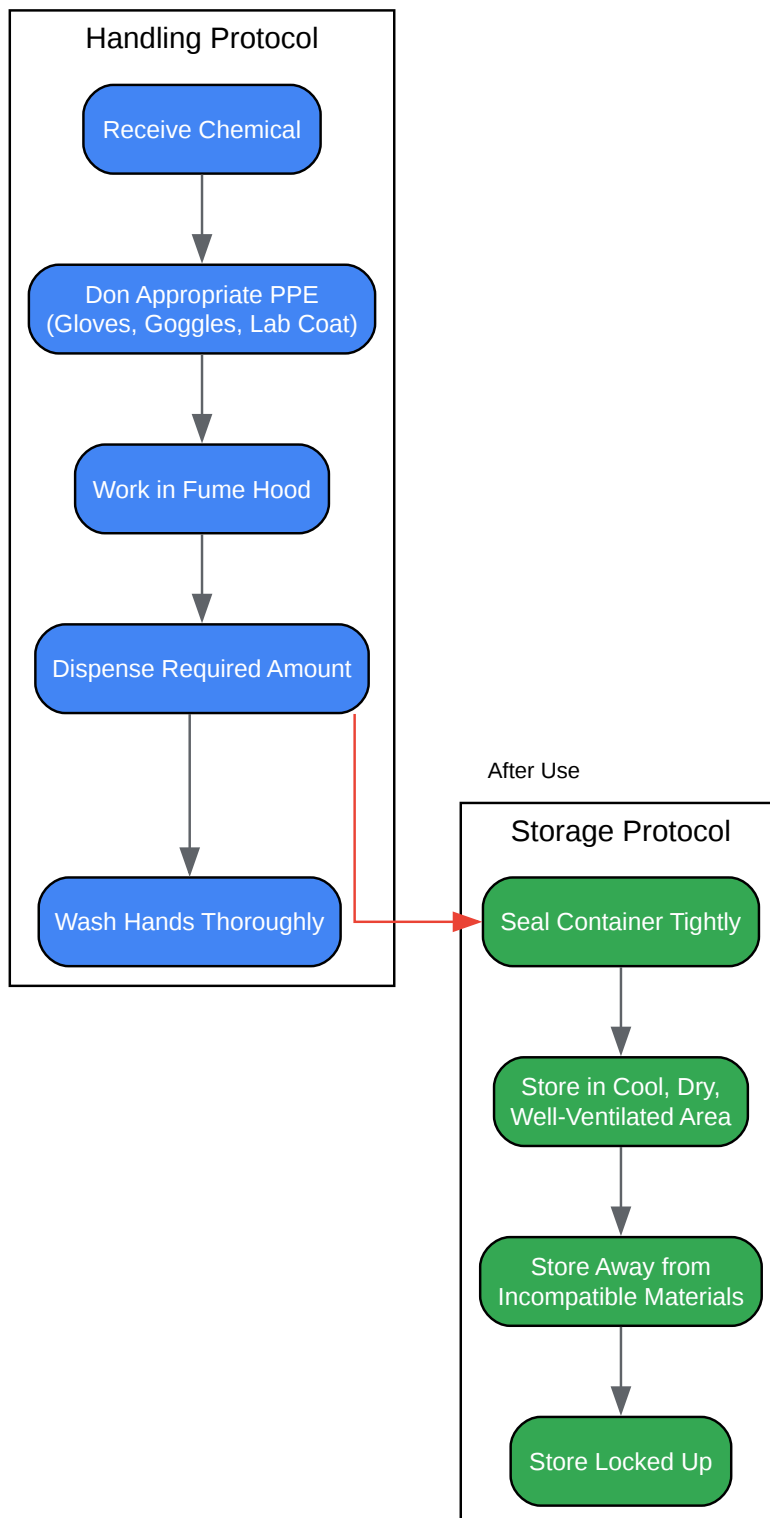 Handling Protocol
Receive Chemical
Don Appropriate PPE
(Gloves, Goggles, Lab Coat)
Work in Fume Hood
Dispense Required Amount
Wash Hands Thoroughly
After Use
Storage Protocol
Seal Container Tightly
Store in Cool, Dry,
Well-Ventilated Area
Store Away from
Incompatible Materials
Store Locked Up